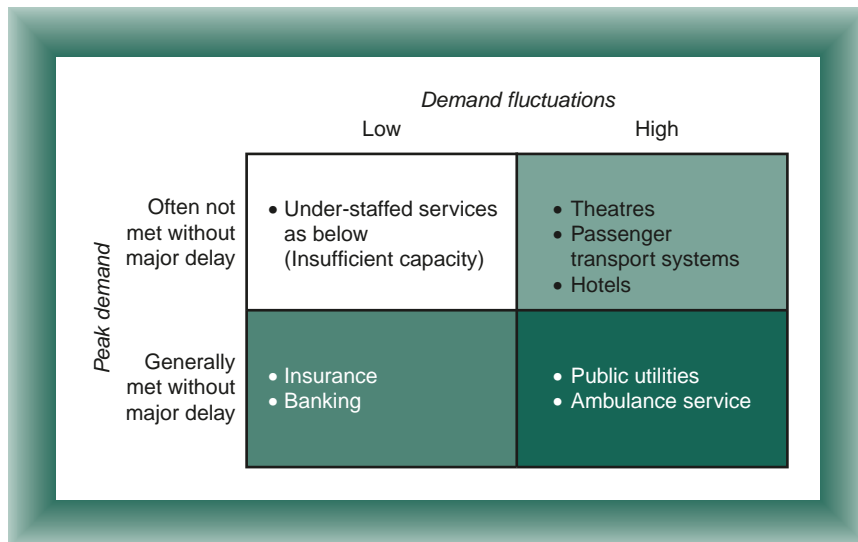 Demand fluctuations
Low
High
Peak demand
Often not
met without
major delay
• Under-staffed services
as below
(Insufficient capacity)
• Theatres
• Passenger
transport systems
• Hotels
Generally
met without
major delay
• Insurance
• Banking
• Public utilities
• Ambulance service